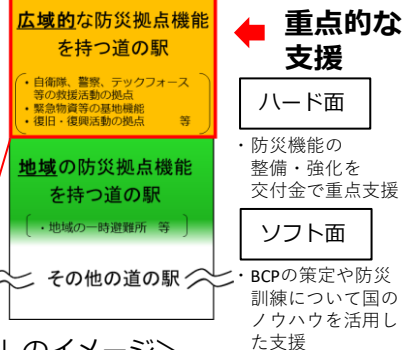 広域的な防災拠点機能
を持つ道の駅
・自衛隊、警察、テックフォース
等の救援活動の拠点
・緊急物資等の基地機能
・復旧・復興活動の拠点　等
地域の防災拠点機能
を持つ道の駅
・地域の一時避難所　等
その他の道の駅
重点的な
支援
ハード面
・防災機能の
整備・強化を
交付金で重点支援
ソフト面
・BCPの策定や防災
訓練について国の
ノウハウを活用し
た支援
のイメージ＞